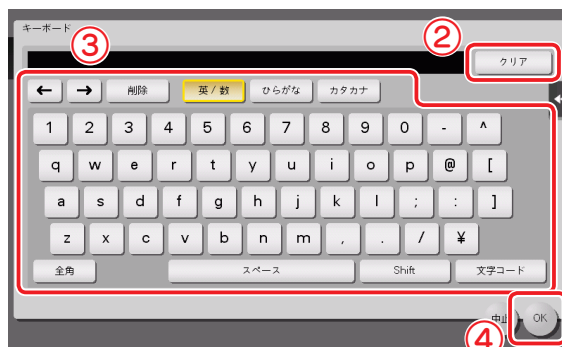 キーボード
②
③
クリア
← → 削除 英/数 ひらがな カタカナ
1 2 3 4 5 6 7 8 9 0 - ^
q w e r t y u i o p @ [
a s d f g h j k l ; : ]
z x c v b n m , . / ¥
全角 スペース Shift 文字コード
中止 OK
④